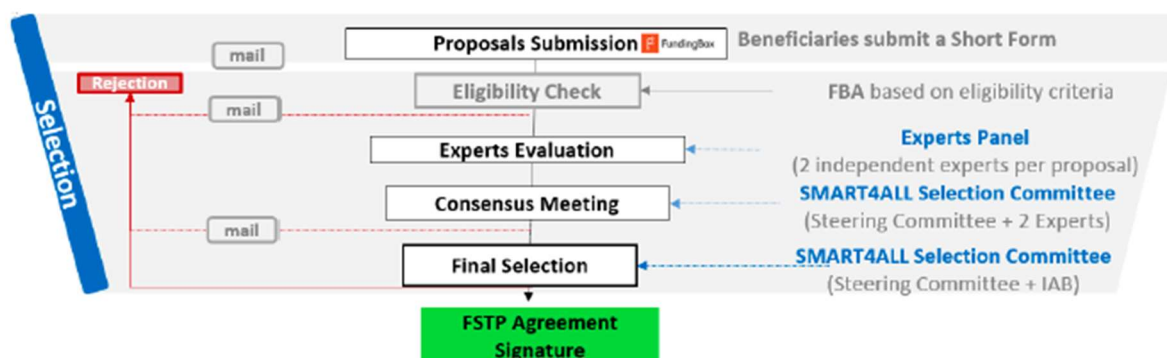 Proposals Submission FundingBox
Beneficiaries submit a Short Form
mail
Rejection
Eligibility Check
FBA based on eligibility criteria
mail
Selection
Experts Evaluation
Experts Panel
(2 independent experts per proposal)
Consensus Meeting
SMART4ALL Selection Committee
(Steering Committee + 2 Experts)
mail
Final Selection
SMART4ALL Selection Committee
(Steering Committee + IAB)
FSTP Agreement
Signature